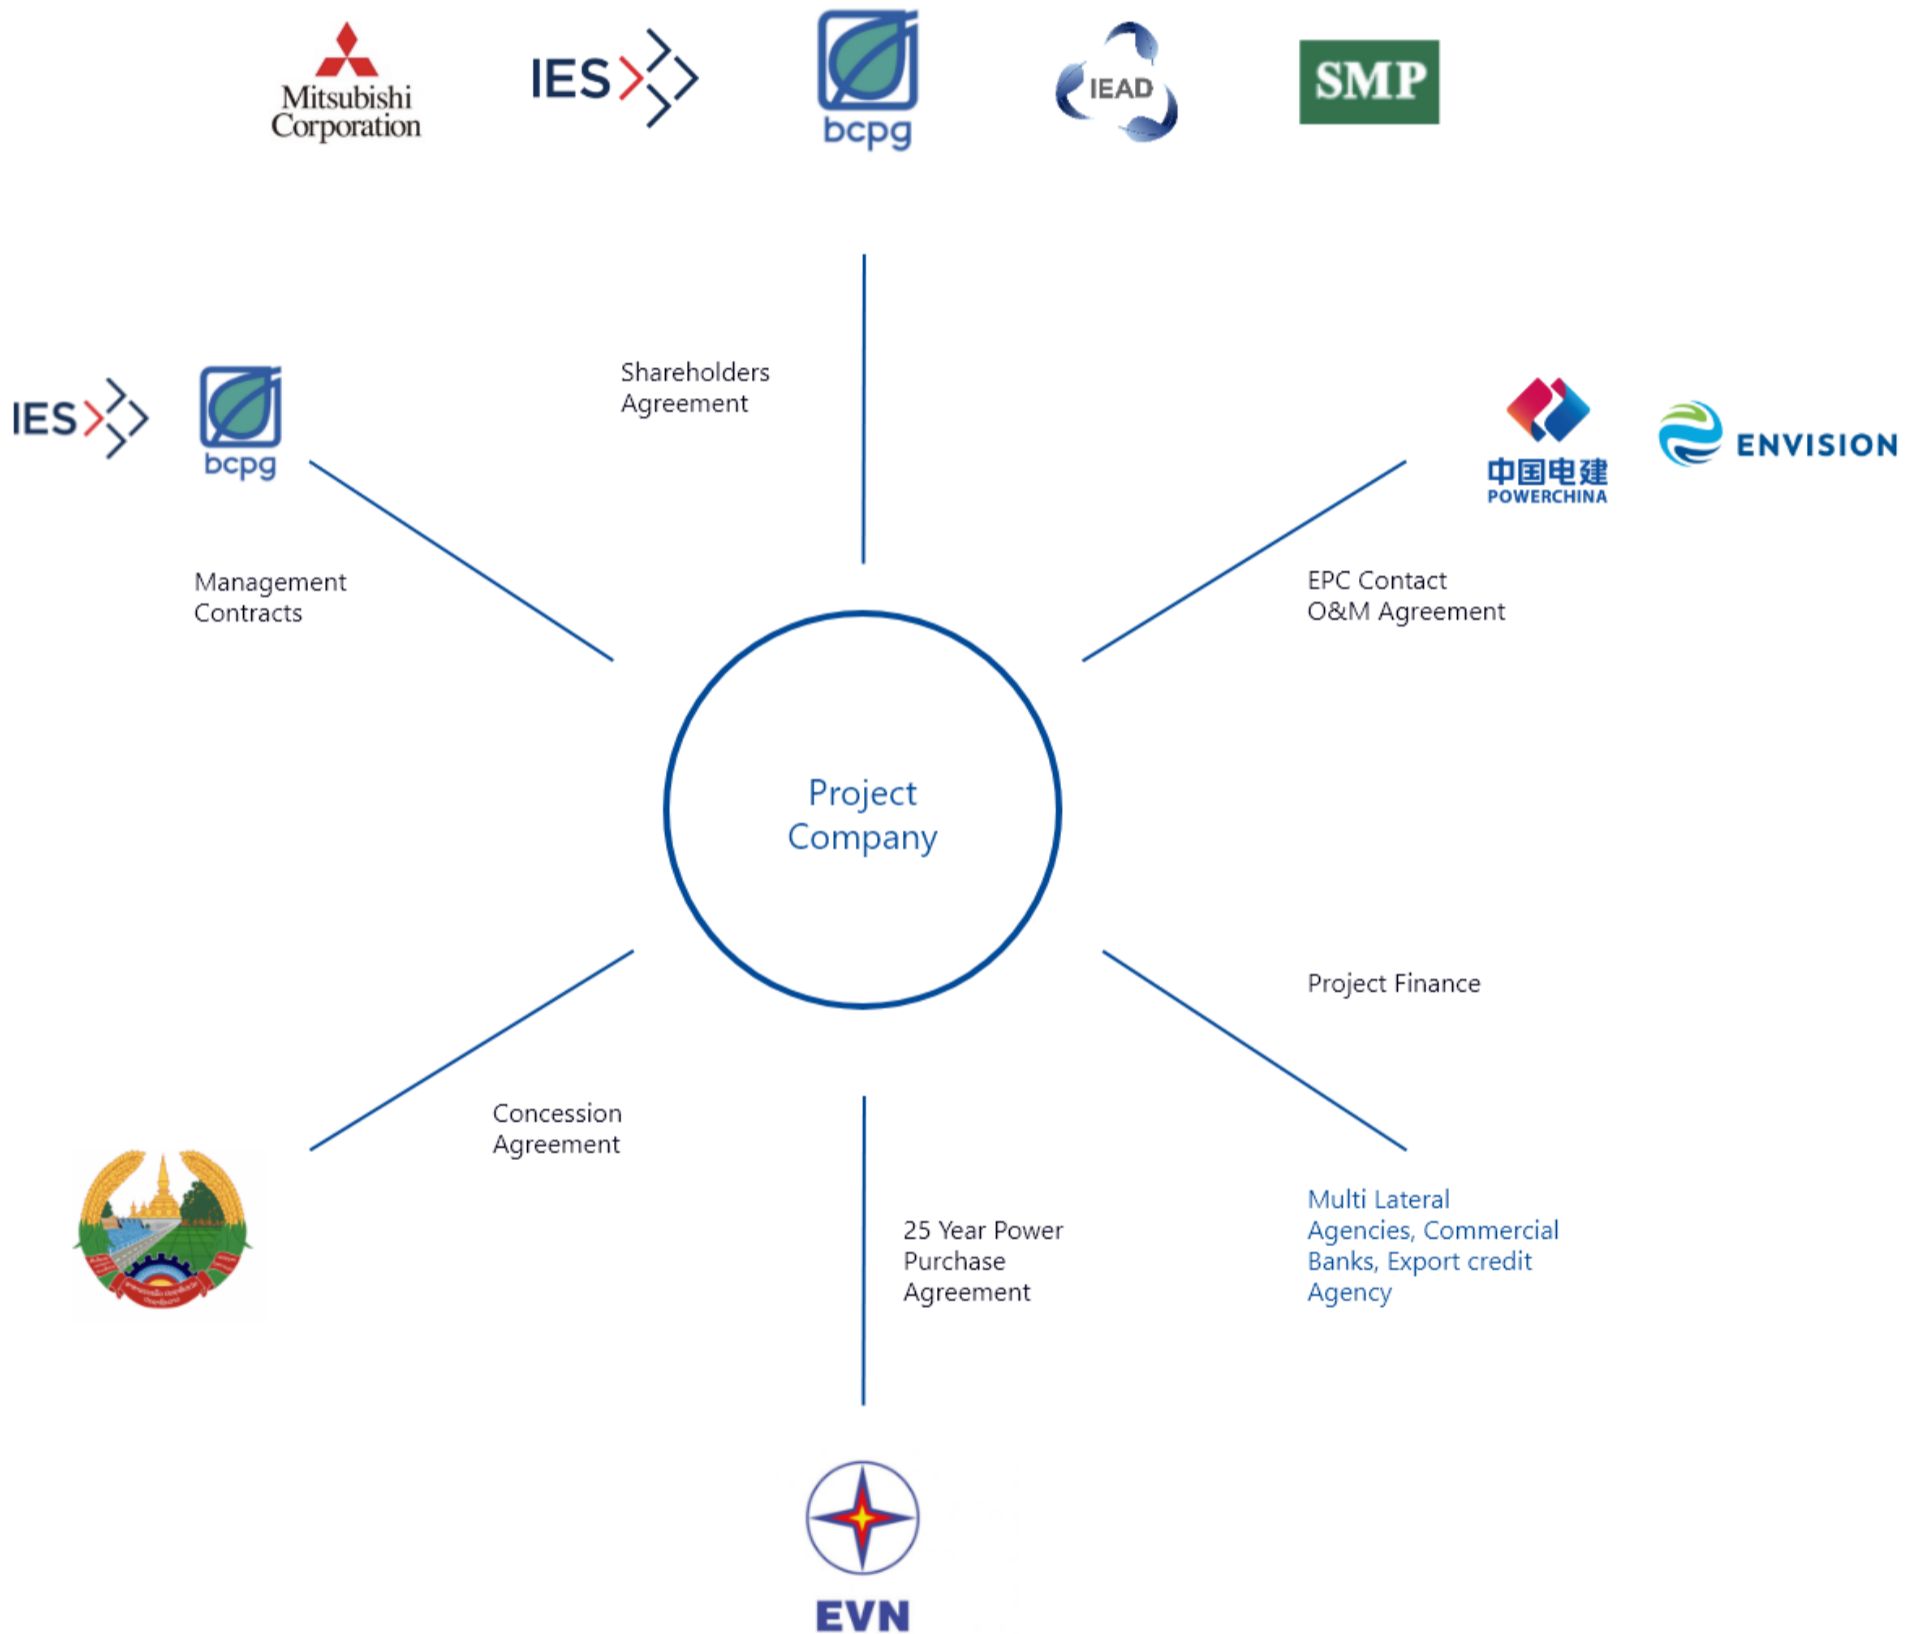 Mitsubishi
Corporation
IES
bcpg
IEAD
SMP
Shareholders
Agreement
IES
bcpg
中国电建
POWERCHINA
ENVISION
Management
Contracts
EPC Contact
O&M Agreement
Project
Company
Project Finance
Concession
Agreement
25 Year Power
Purchase
Agreement
Multi Lateral
Agencies, Commercial
Banks, Export credit
Agency
EVN